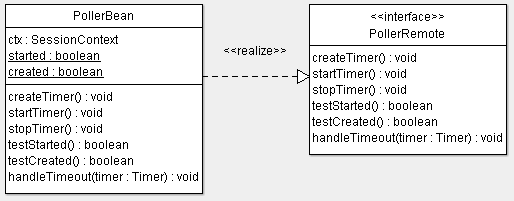 PollerBean
ctx : SessionContext
started : boolean
created : boolean
createTimer() : void
startTimer() : void
stopTimer() : void
testStarted() : boolean
testCreated() : boolean
handleTimeout(timer : Timer) : void
<<realize>>
<<interface>>
PollerRemote
createTimer() : void
startTimer() : void
stopTimer() : void
testStarted() : boolean
testCreated() : boolean
handleTimeout(timer : Timer) : void